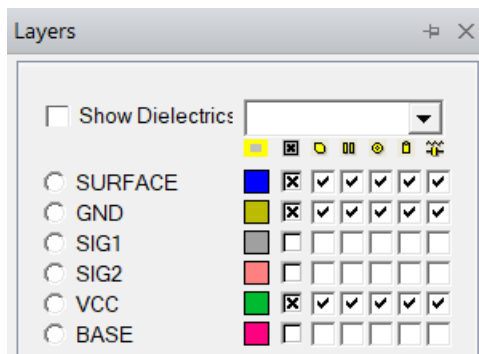 Layers
Show Dielectrics
SURFACE
GND
SIG1
SIG2
VCC
BASE